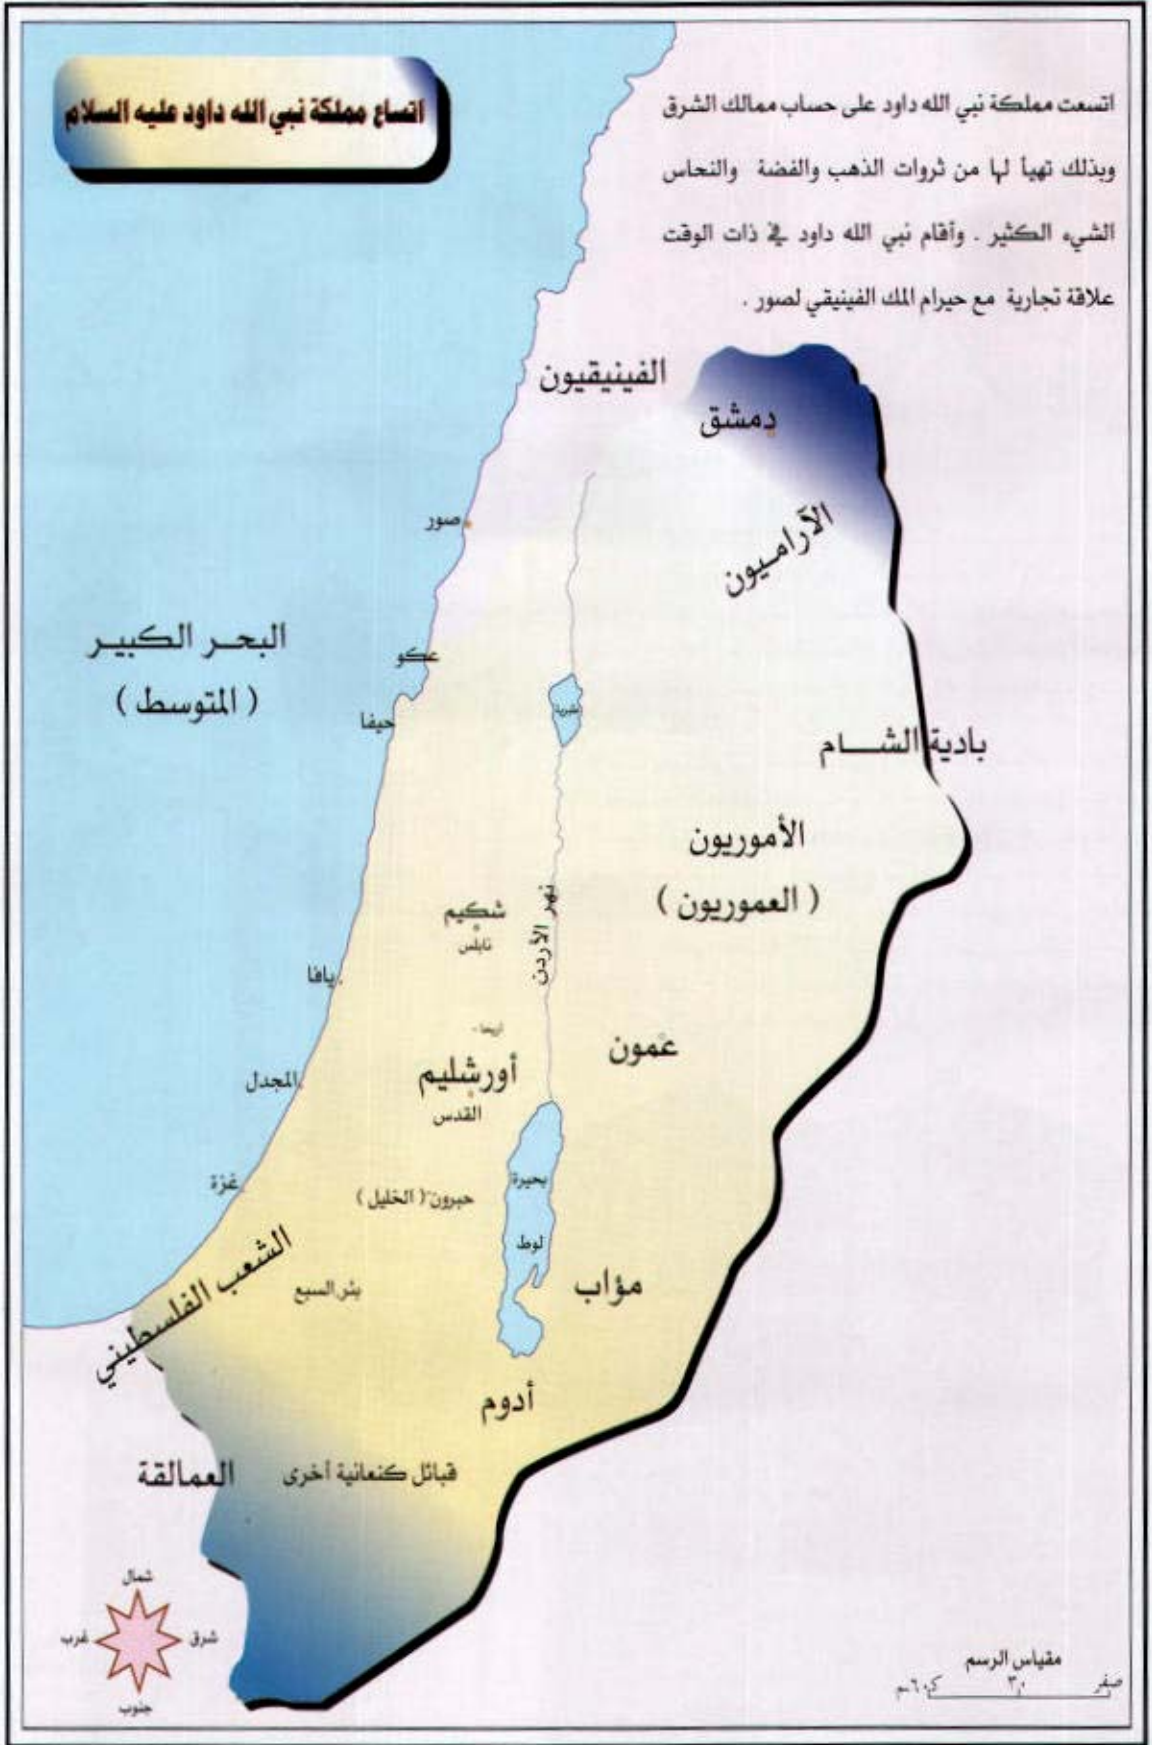 اتساع مملكة نبي الله داود عليه السلام
اتسعت مملكة نبي الله داود على حساب ممالك الشرق
وبذلك تهيأ لها من ثروات الذهب والفضة والنحاس
الشيء الكثير . وأقام نبي الله داود في ذات الوقت
علاقة تجارية مع حيرام الملك الفينيقي لصور .
الفينيقيون
دمشق
الآراميون
صور
البحر الكبير
( المتوسط )
عكو
حيفا
طبرية
بادية الشام
الأموريون
( العموريون )
شكيم
نابلس
نهر الأردن
يافا
أريحا
عمون
أورشليم
القدس
المجدل
بحيرة
لوط
غزة
حبرون ( الخليل )
الشعب الفلسطيني
بئر السبع
مؤاب
أدوم
العمالقة
قبائل كنعانية أخرى
شمال
شرق
غرب
جنوب
مقياس الرسم
صفر ٣٠ ٦٠ كم